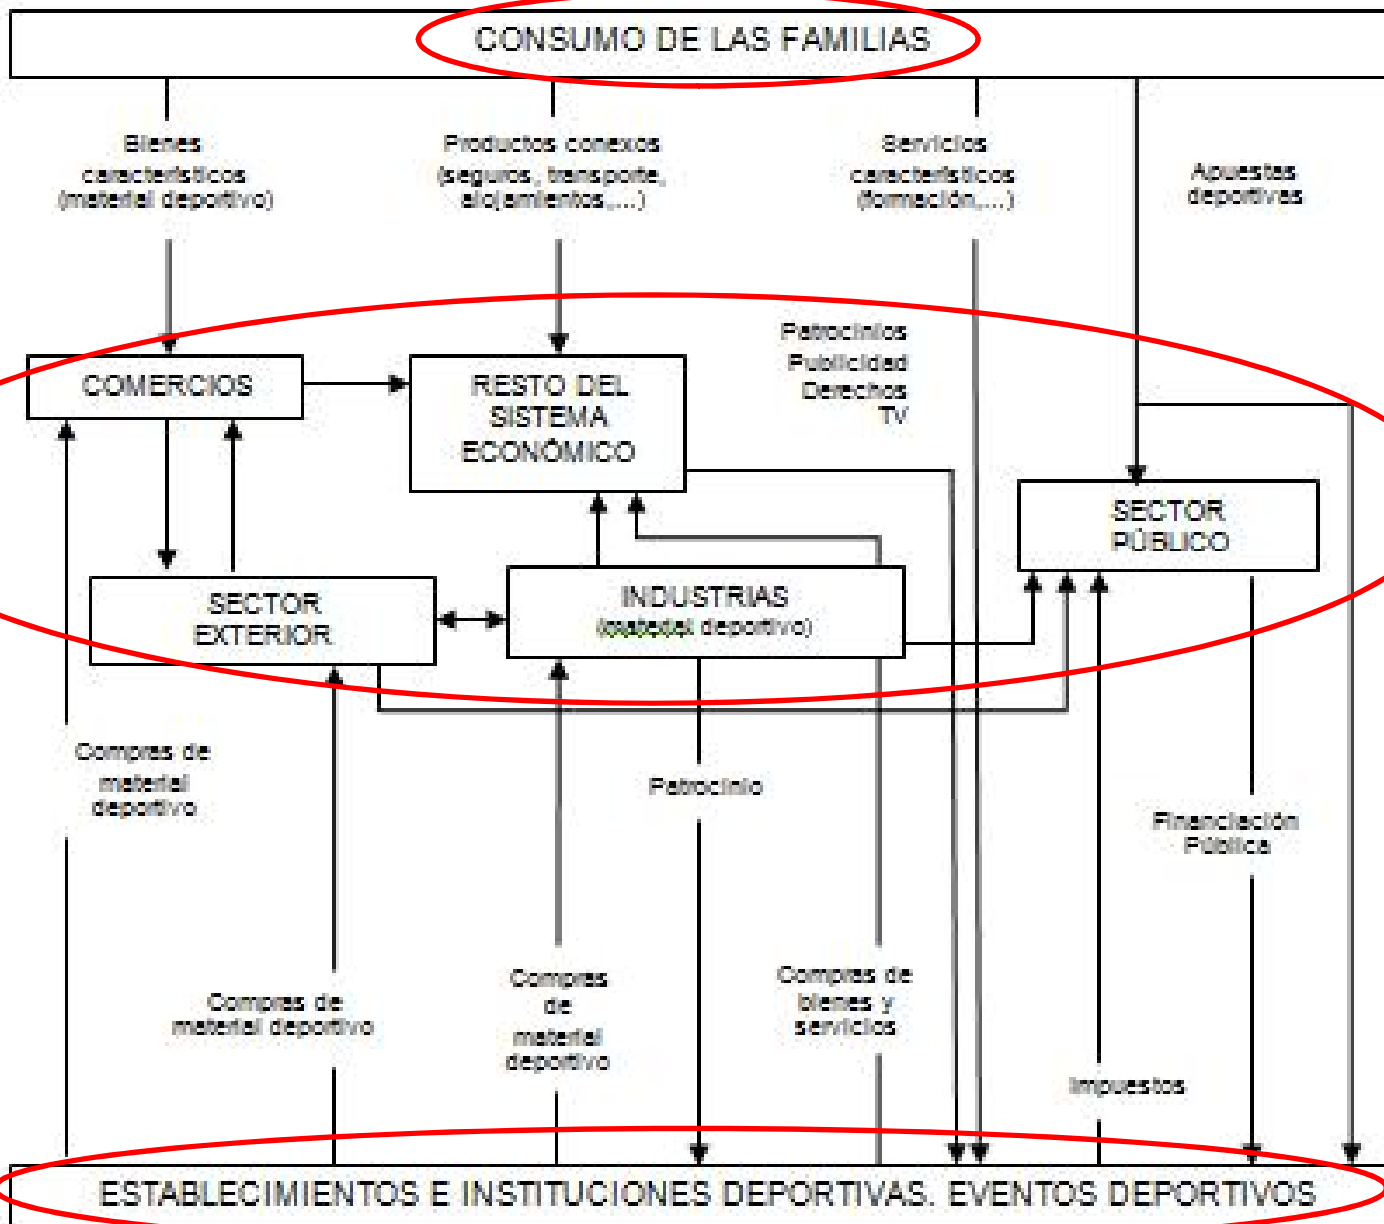 CONSUMO DE LAS FAMILIAS
Bienes
característicos
(material deportivo)
Productos conexos
(seguros, transporte,
alojamientos,...)
Servicios
característicos
(formación,...)
Apuestas
deportivas
Patrocinios
Publicidad
Derechos
TV
COMERCIOS
RESTO DEL
SISTEMA
ECONÓMICO
SECTOR
PÚBLICO
SECTOR
EXTERIOR
INDUSTRIAS
(material deportivo)
Compras de
material
deportivo
Patrocinio
Financiación
Pública
Compras de
material deportivo
Compras
de
material
deportivo
Compras de
bienes y
servicios
Impuestos
ESTABLECIMIENTOS E INSTITUCIONES DEPORTIVAS. EVENTOS DEPORTIVOS